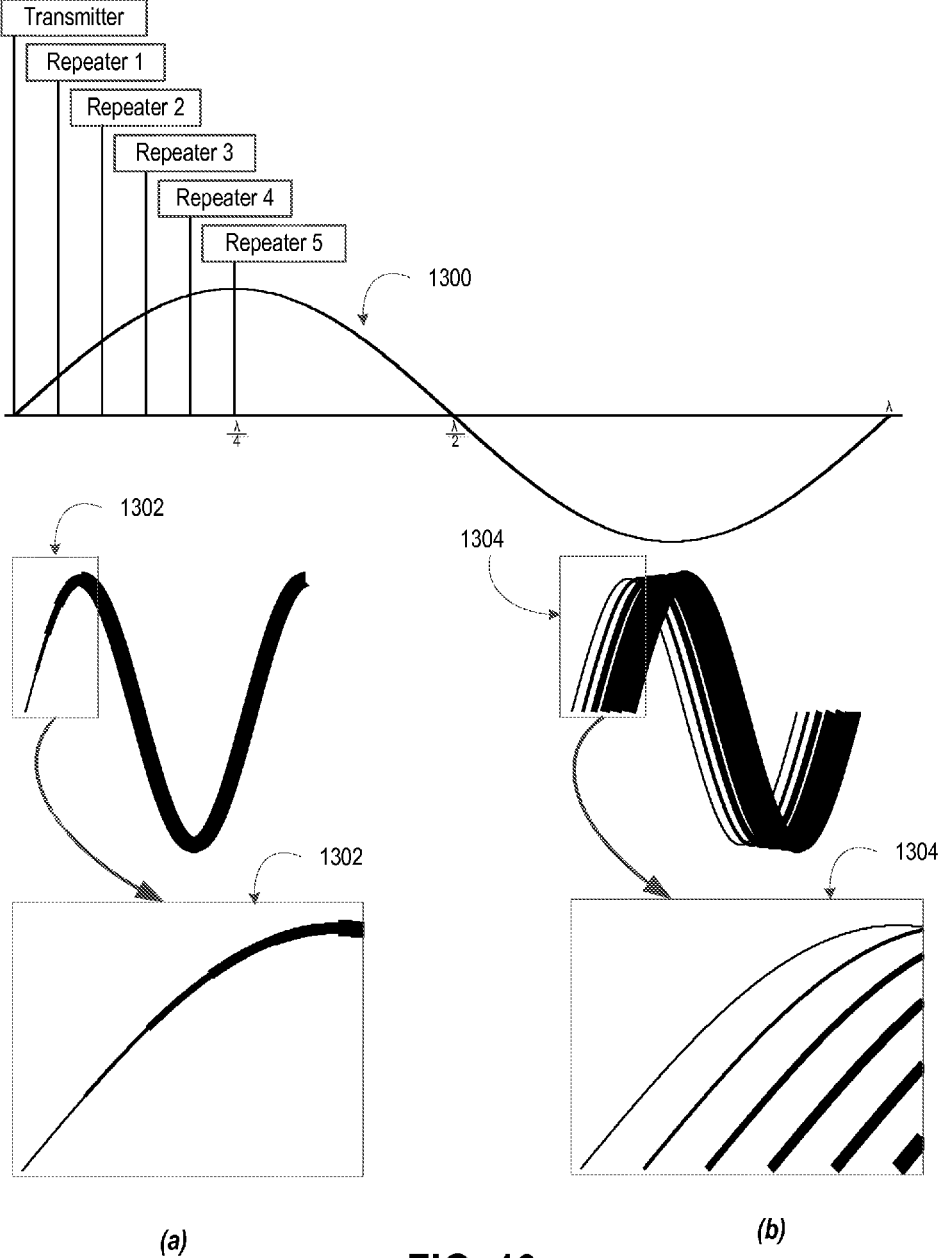 Transmitter
Repeater 1
Repeater 2
Repeater 3
Repeater 4
Repeater 5
1300
λ
λ
4
λ
2
1302
1304
1302
1304
(a)
(b)